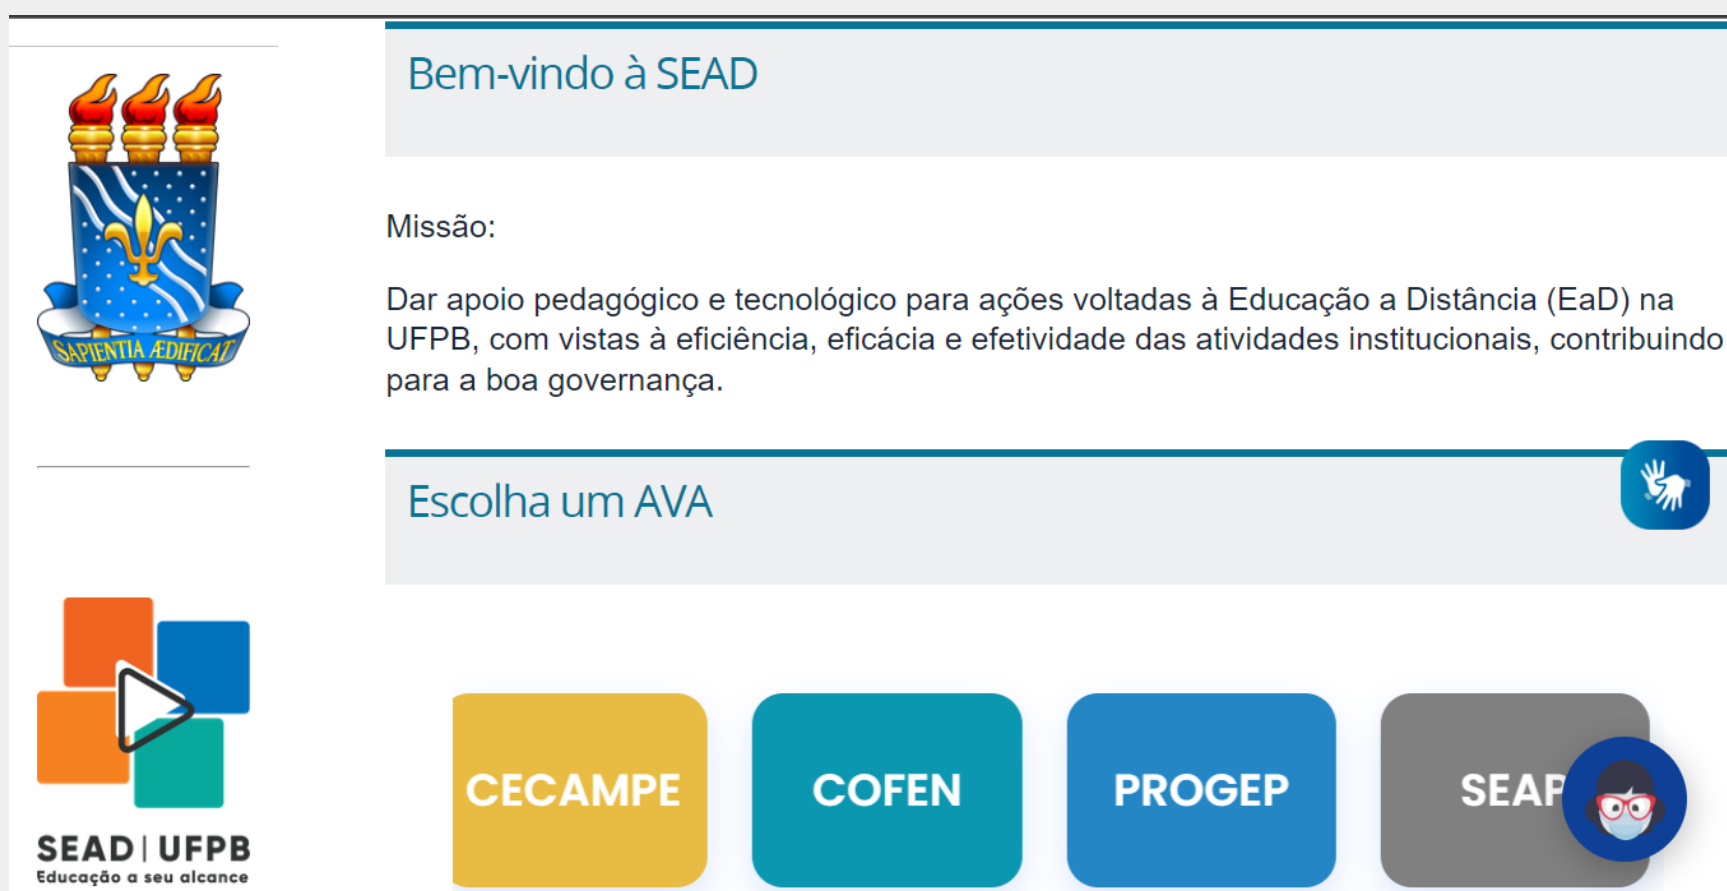 Bem-vindo à SEAD
SAPIENTIA ÆDIFICAT
Missão:
Dar apoio pedagógico e tecnológico para ações voltadas à Educação a Distância (EaD) na
UFPB, com vistas à eficiência, eficácia e efetividade das atividades institucionais, contribuindo
para a boa governança.
Escolha um AVA
CECAMPE
COFEN
PROGEP
SEAP
SEAD | UFPB
Educação a seu alcance